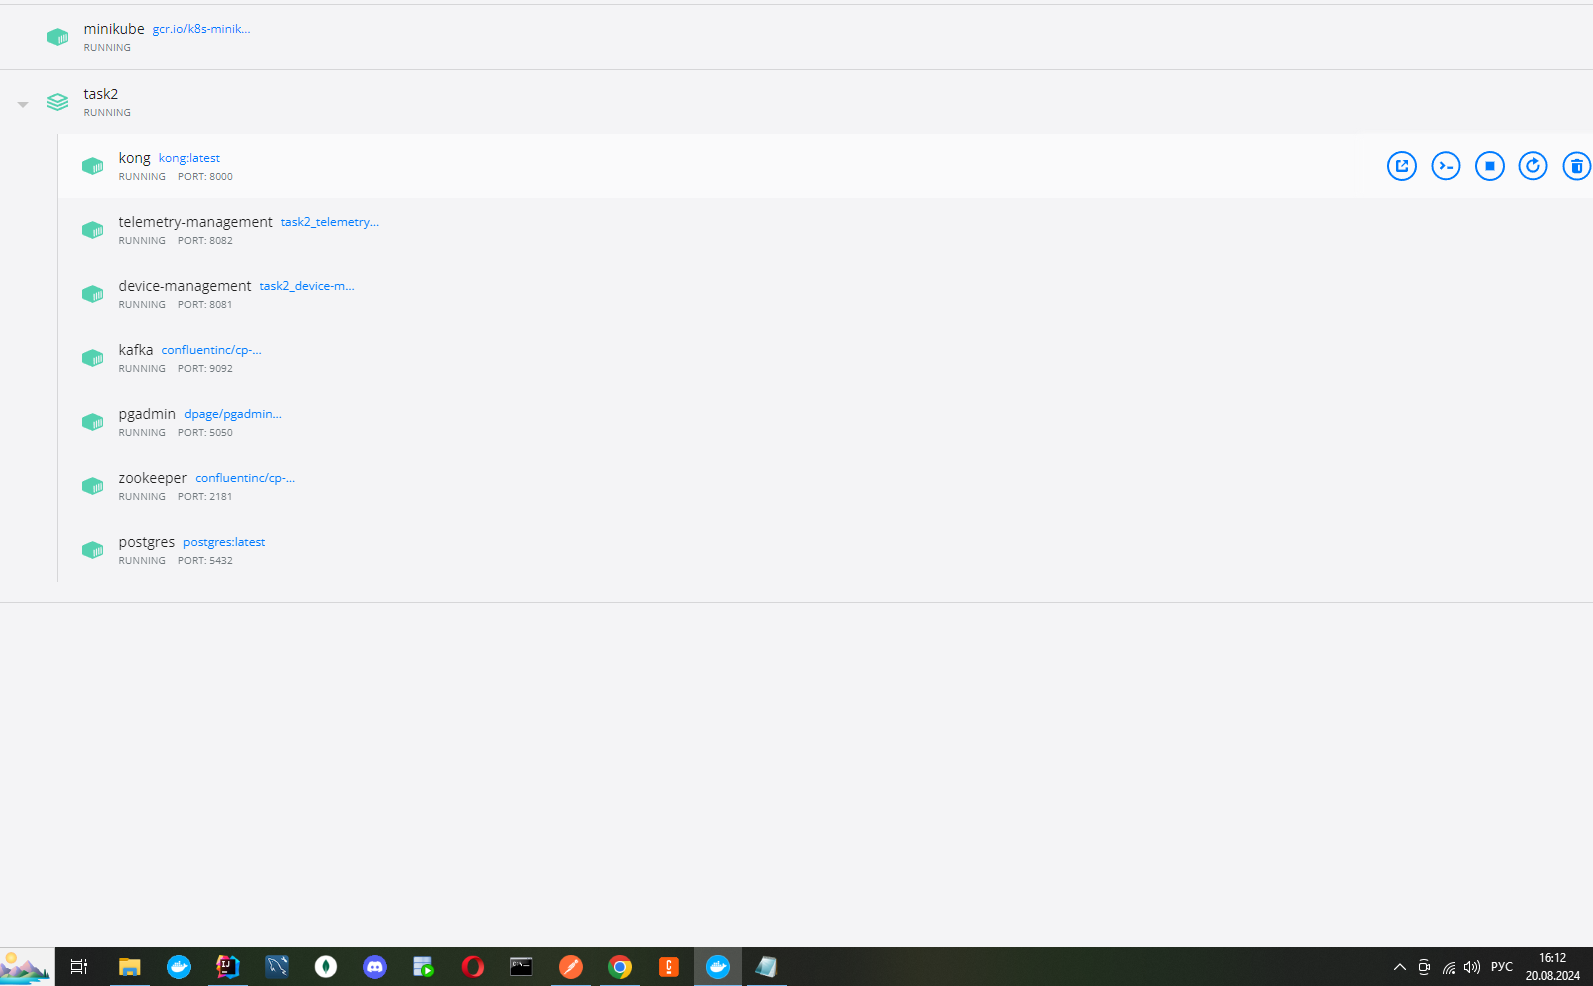 minikube gcr.io/k8s-minik...
RUNNING
task2
RUNNING
kong kong:latest
RUNNING PORT: 8000
telemetry-management task2_telemetry...
RUNNING PORT: 8082
device-management task2_device-m...
RUNNING PORT: 8081
kafka confluentinc/cp-...
RUNNING PORT: 9092
pgadmin dpage/pgadmin...
RUNNING PORT: 5050
zookeeper confluentinc/cp-...
RUNNING PORT: 2181
postgres postgres:latest
RUNNING PORT: 5432
РУС
16:12
20.08.2024